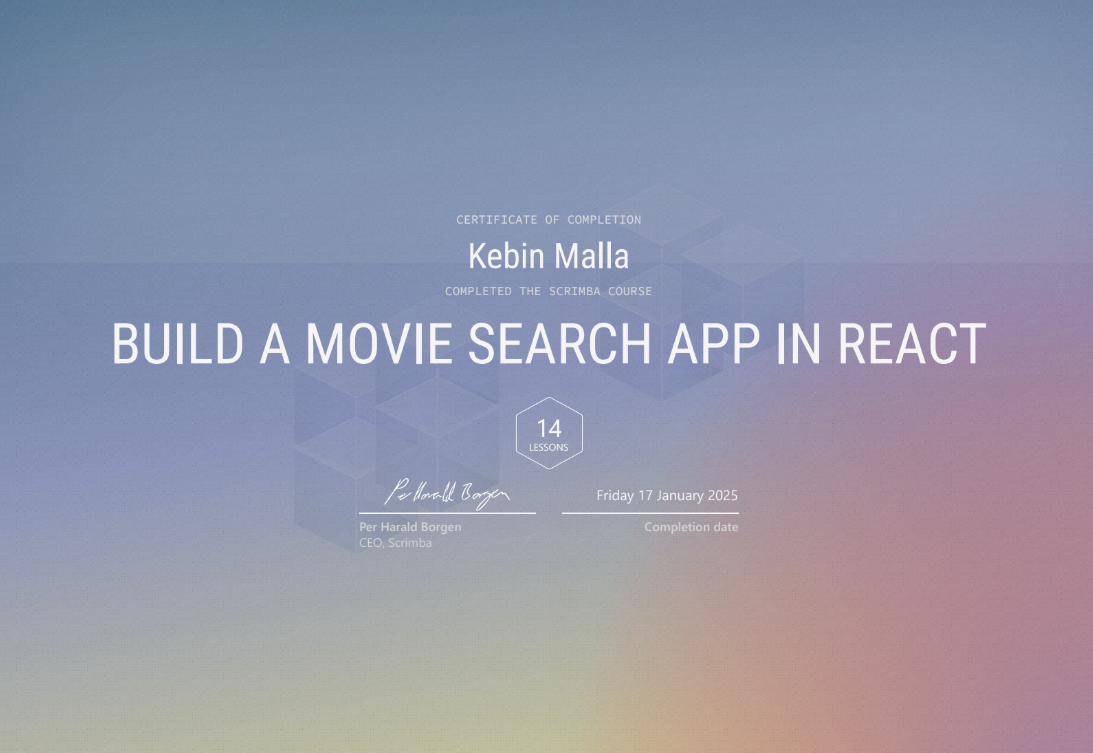 CERTIFICATE OF COMPLETION
Kebin Malla
COMPLETED THE SCRIMBA COURSE
BUILD A MOVIE SEARCH APP IN REACT
14
LESSONS
Per Harald Borgen
Friday 17 January 2025
Per Harald Borgen
CEO, Scrimba
Completion date